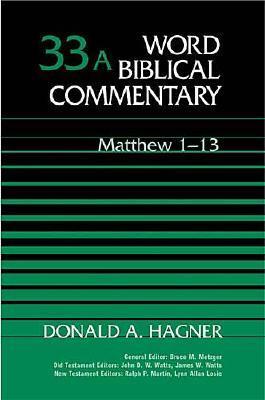 33A WORD
BIBLICAL
COMMENTARY
Matthew 1–13
DONALD A. HAGNER
General Editor: Bruce M. Metzger
Old Testament Editors: John D. W. Watts, James W. Watts
New Testament Editors: Ralph P. Martin, Lynn Allan Losie